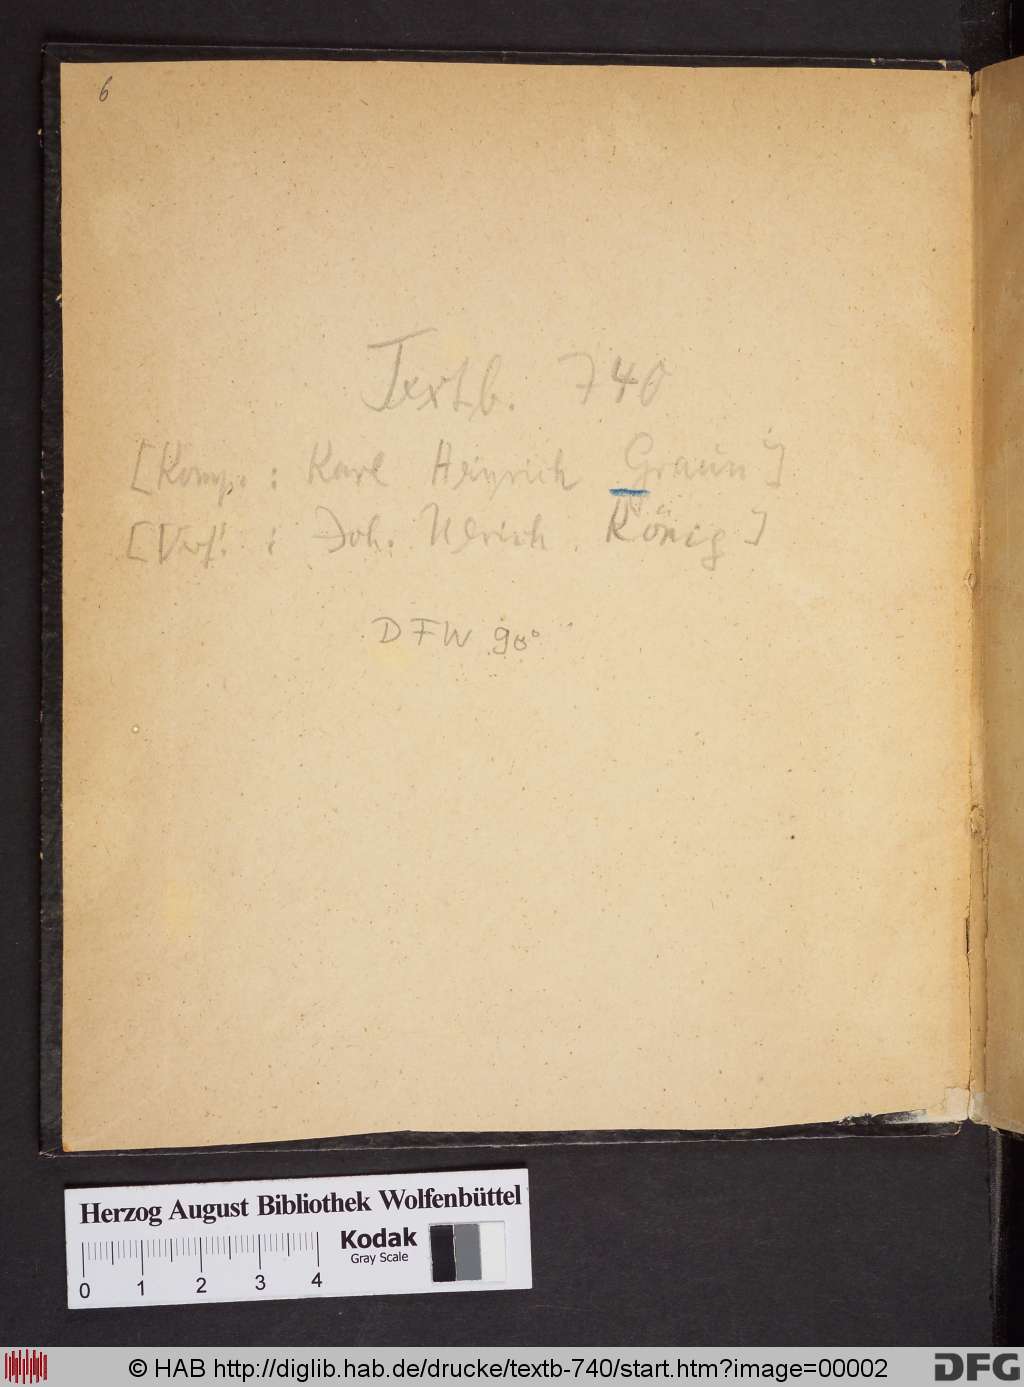 6
Textb. 740
[Komp. : Karl Heinrich Graun]
[Verf. : Joh. Ulrich König]
DFW 90°
Herzog August Bibliothek Wolfenbüttel
Kodak
Gray Scale
0 1 2 3 4
© HAB http://diglib.hab.de/drucke/textb-740/start.htm?image=00002
DFG